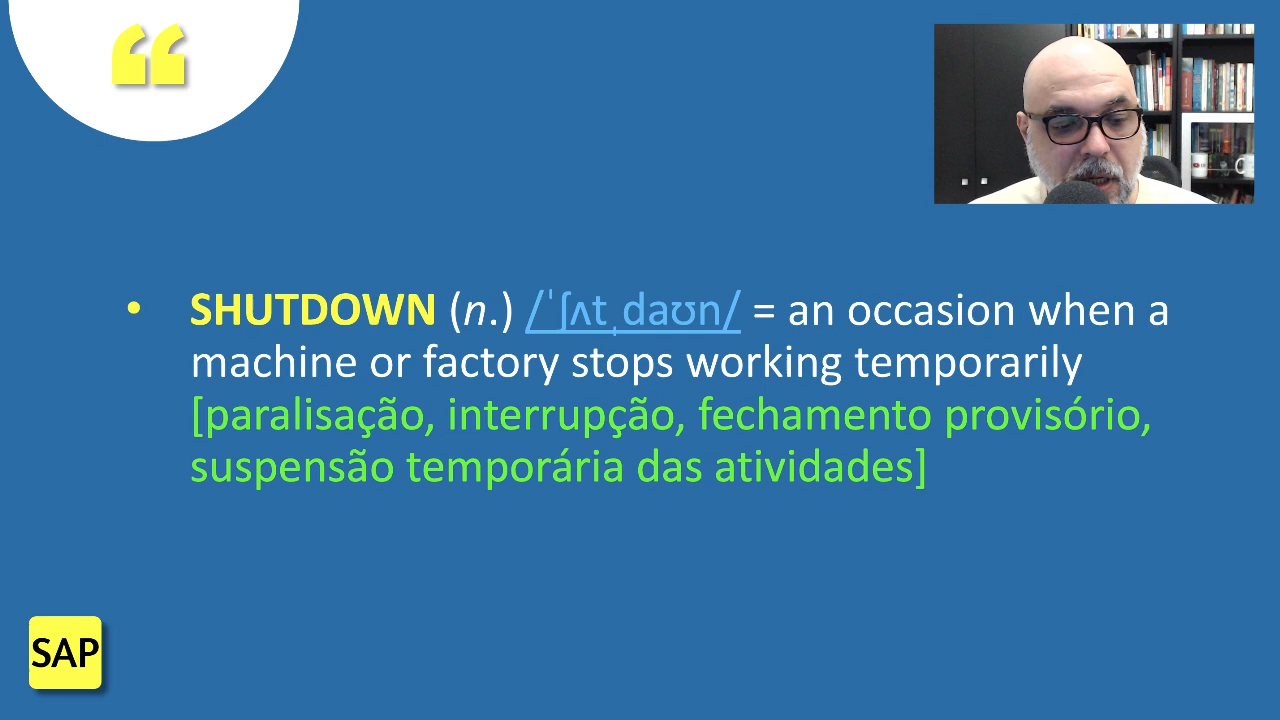 “
• SHUTDOWN (n.) /ˈʃʌtˌdaʊn/ = an occasion when a
machine or factory stops working temporarily
[paralisação, interrupção, fechamento provisório,
suspensão temporária das atividades]
SAP